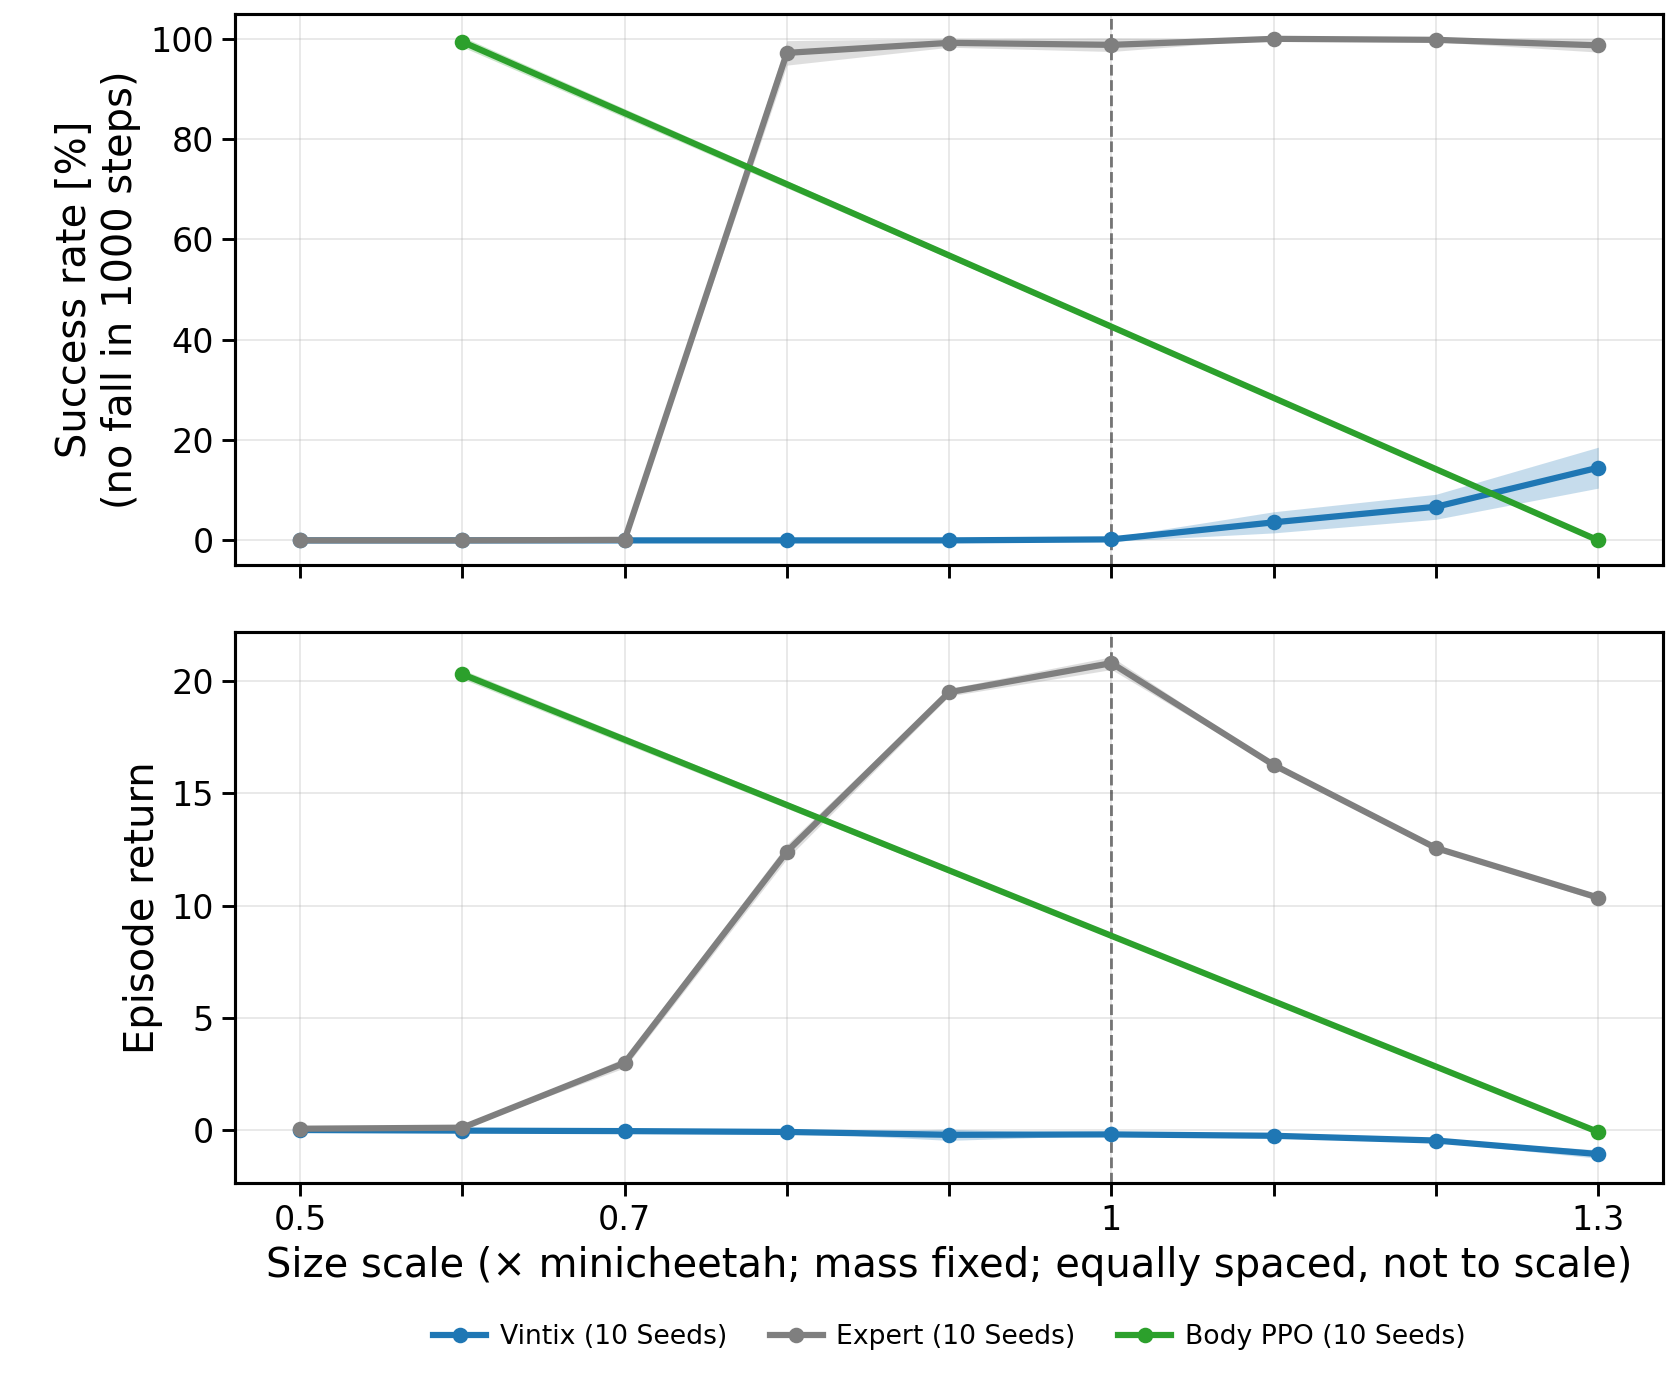 100
80
60
40
20
0
Success rate [%]
(no fall in 1000 steps)
20
15
10
5
0
Episode return
0.5 0.7 1 1.3
Size scale (× minicheetah; mass fixed; equally spaced, not to scale)
Vintix (10 Seeds) Expert (10 Seeds) Body PPO (10 Seeds)